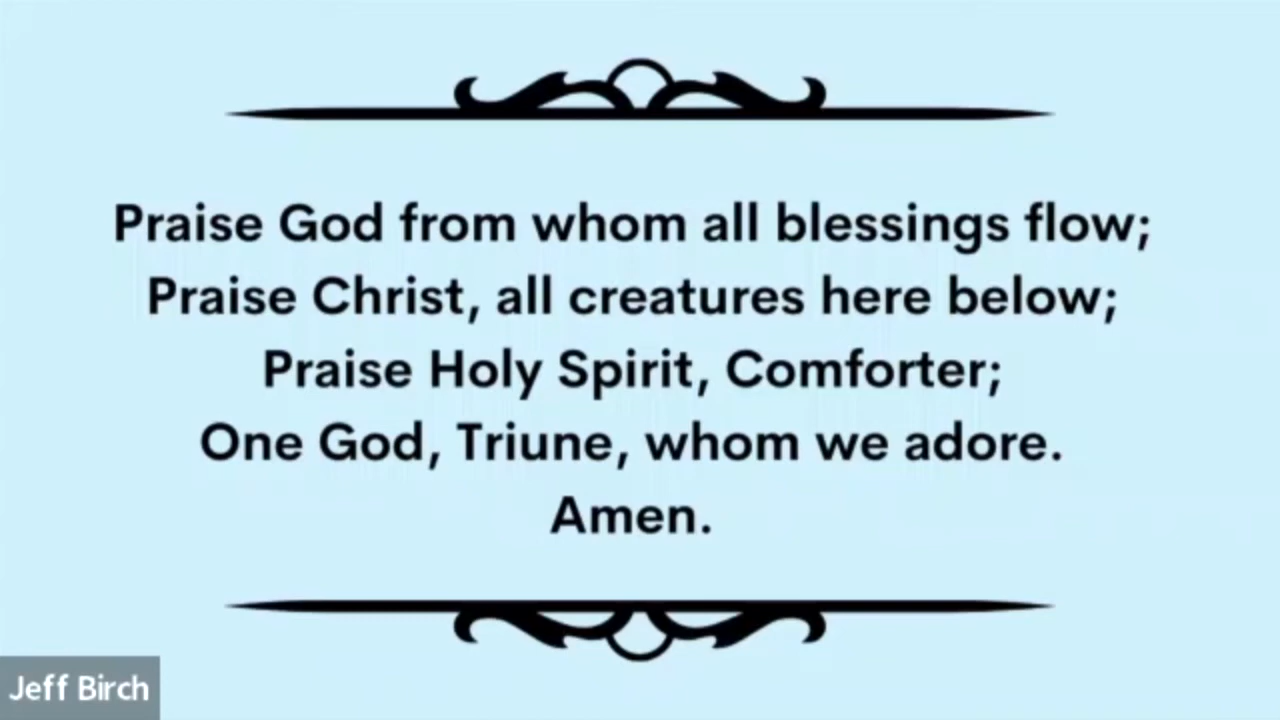 Praise God from whom all blessings flow;
Praise Christ, all creatures here below;
Praise Holy Spirit, Comforter;
One God, Triune, whom we adore.
Amen.
Jeff Birch